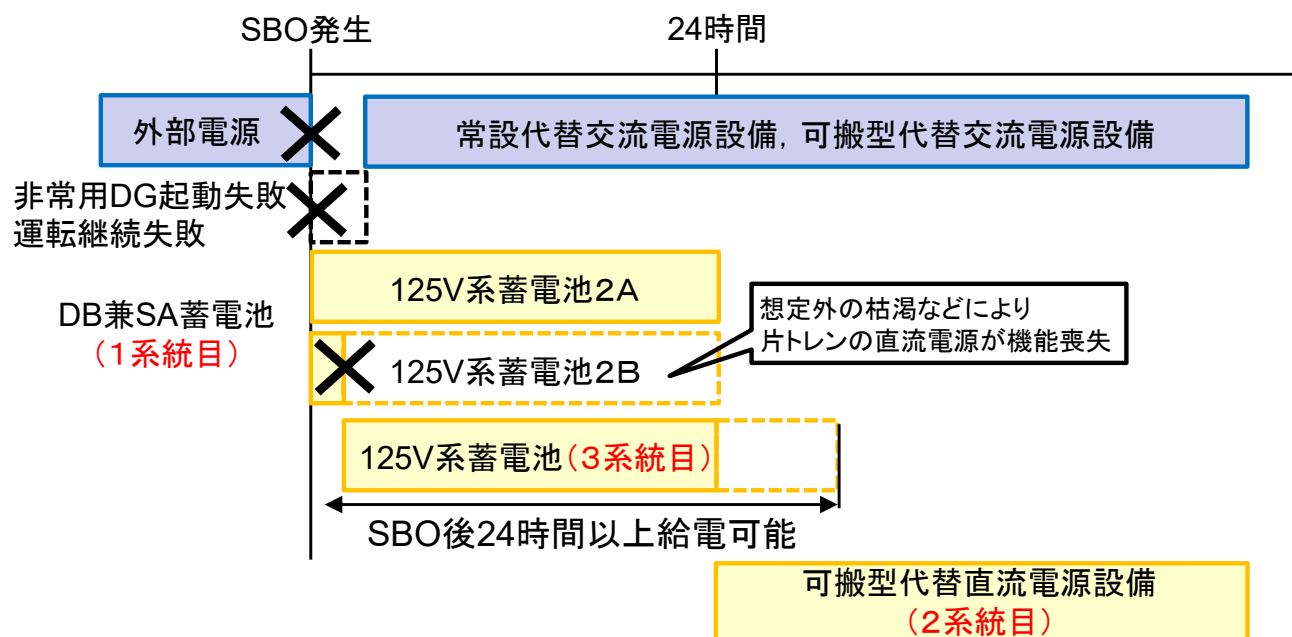 SBO発生
24時間
外部電源
常設代替交流電源設備，可搬型代替交流電源設備
非常用DG起動失敗
運転継続失敗
125V系蓄電池２A
DB兼SA蓄電池
（１系統目）
想定外の枯渇などにより
片トレンの直流電源が機能喪失
125V系蓄電池２B
125V系蓄電池（３系統目）
SBO後24時間以上給電可能
可搬型代替直流電源設備
（２系統目）